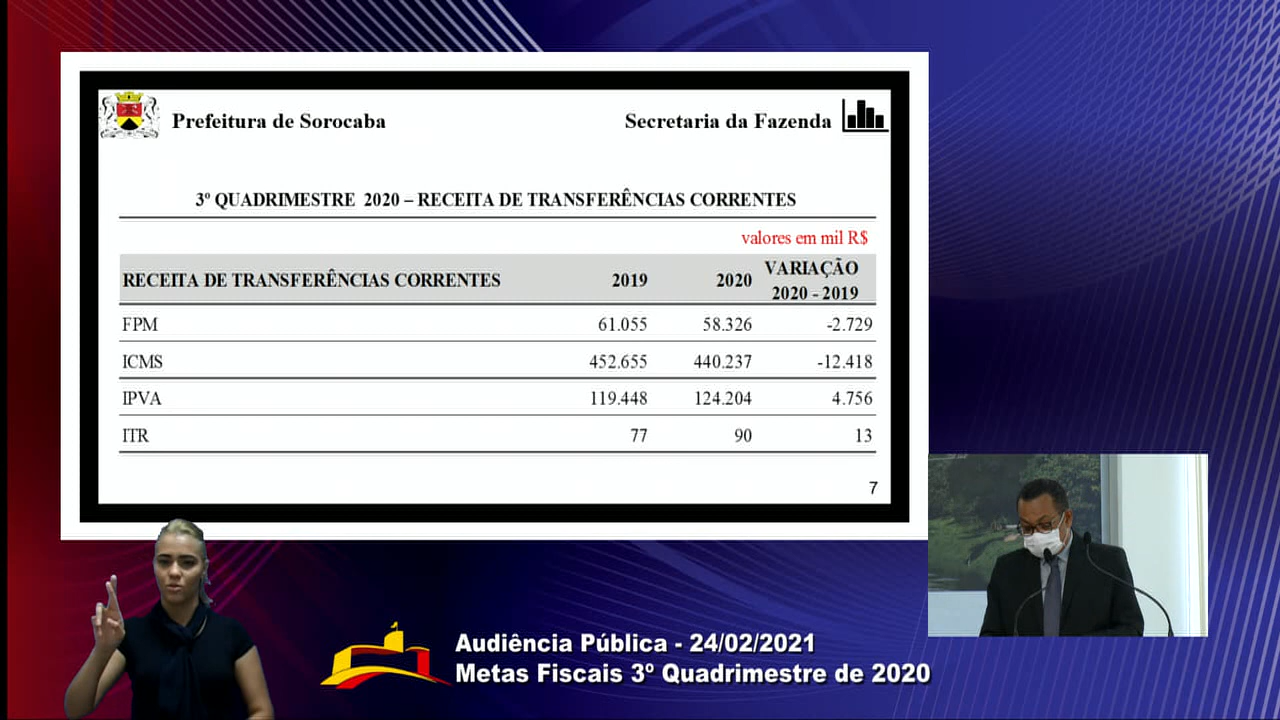 Prefeitura de Sorocaba
Secretaria da Fazenda
3º QUADRIMESTRE 2020 – RECEITA DE TRANSFERÊNCIAS CORRENTES
valores em mil R$
RECEITA DE TRANSFERÊNCIAS CORRENTES 2019 2020 VARIAÇÃO 2020 - 2019
FPM 61.055 58.326 -2.729
ICMS 452.655 440.237 -12.418
IPVA 119.448 124.204 4.756
ITR 77 90 13
7
Audiência Pública - 24/02/2021
Metas Fiscais 3º Quadrimestre de 2020